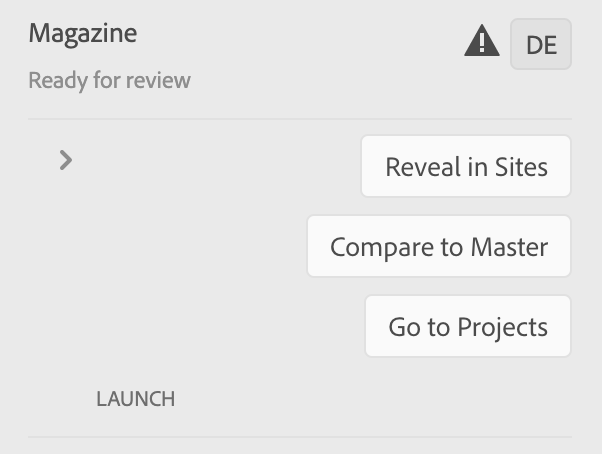 Magazine
DE
Ready for review
Reveal in Sites
Compare to Master
Go to Projects
LAUNCH